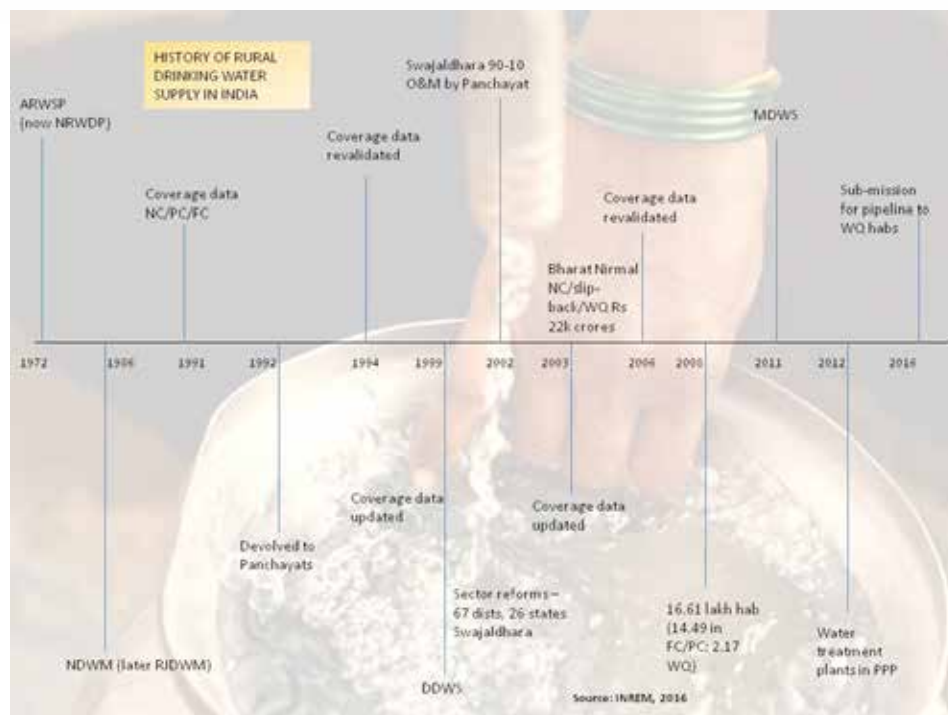 HISTORY OF RURAL
DRINKING WATER
SUPPLY IN INDIA
ARWSP
(now NRWDP)
Coverage data
NC/PC/FC
Coverage data
revalidated
Swajaldhara 90-10
O&M by Panchayat
Bharat Nirmal
NC/slip-
back/WQ Rs
22k crores
Coverage data
revalidated
MDWS
Sub-mission
for pipeline to
WQ habs
1972 1986 1991 1992 1994 1999 2002 2003 2006 2008 2011 2012 2016
NDWM (later RJDWM)
Devolved to
Panchayats
Coverage data
updated
DDWS
Sector reforms –
67 dists, 26 states
Swajaldhara
Coverage data
updated
16.61 lakh hab
(14.49 in
FC/PC; 2.17
WQ)
Water
treatment
plants in PPP
Source: INREM, 2016